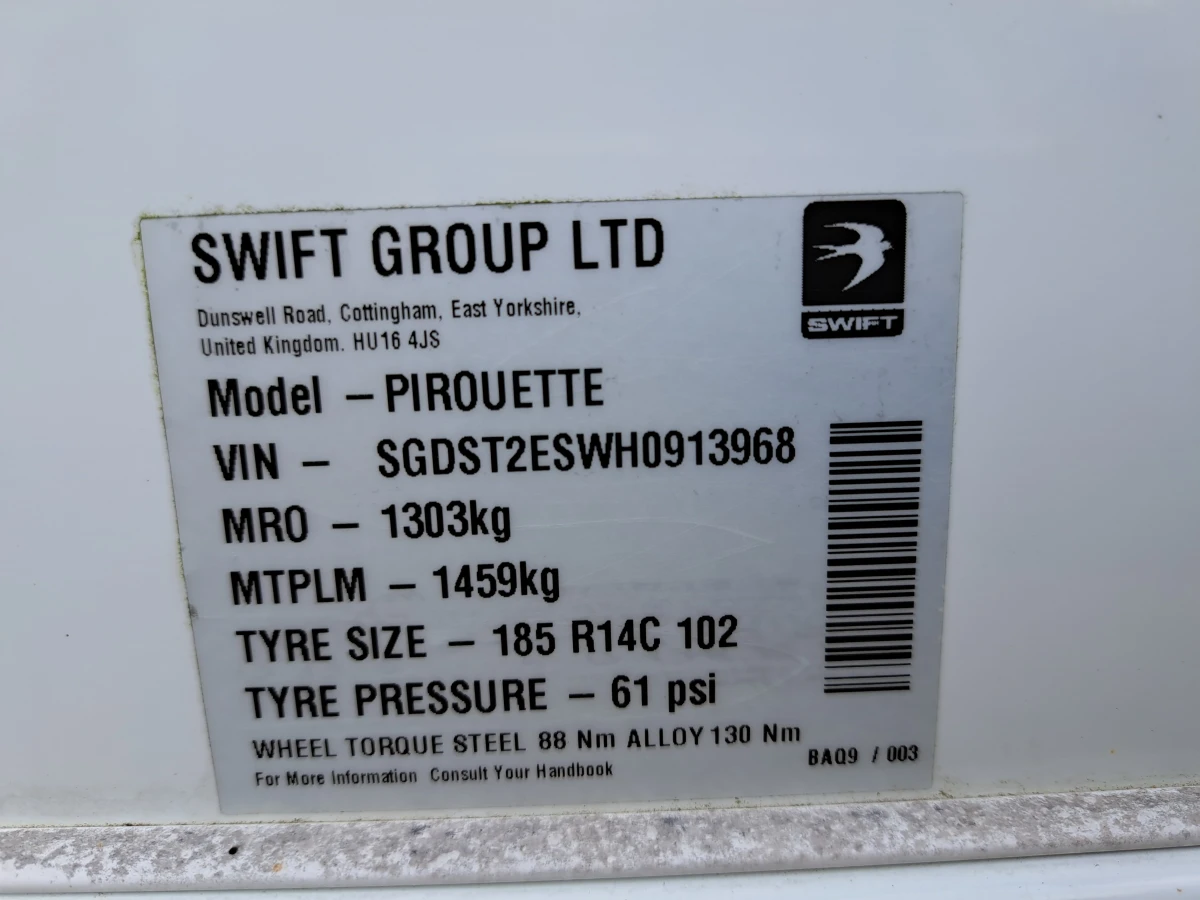 SWIFT GROUP LTD
SWIFT
Dunswell Road, Cottingham, East Yorkshire,
United Kingdom. HU16 4JS
Model – PIROUETTE
VIN – SGDST2ESWH0913968
MRO – 1303kg
MTPLM – 1459kg
TYRE SIZE – 185 R14C 102
TYRE PRESSURE – 61 psi
WHEEL TORQUE STEEL 88 Nm ALLOY 130 Nm
For More Information Consult Your Handbook
BAQ9 / 003